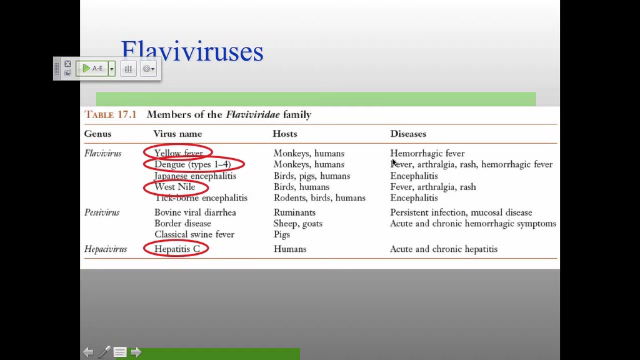 Flaviviruses
A-B
TABLE 17.1 Members of the Flaviviridae family
Genus Virus name Hosts Diseases
Flavivirus Yellow fever Monkeys, humans Hemorrhagic fever
Dengue (types 1–4) Monkeys, humans Fever, arthralgia, rash, hemorrhagic fever
Japanese encephalitis Birds, pigs, humans Encephalitis
West Nile Birds, humans Fever, arthralgia, rash
Tick-borne encephalitis Rodents, birds, humans Encephalitis
Pestivirus Bovine viral diarrhea Ruminants Persistent infection, mucosal disease
Border disease Sheep, goats Acute and chronic hemorrhagic symptoms
Classical swine fever Pigs
Hepacivirus Hepatitis C Humans Acute and chronic hepatitis